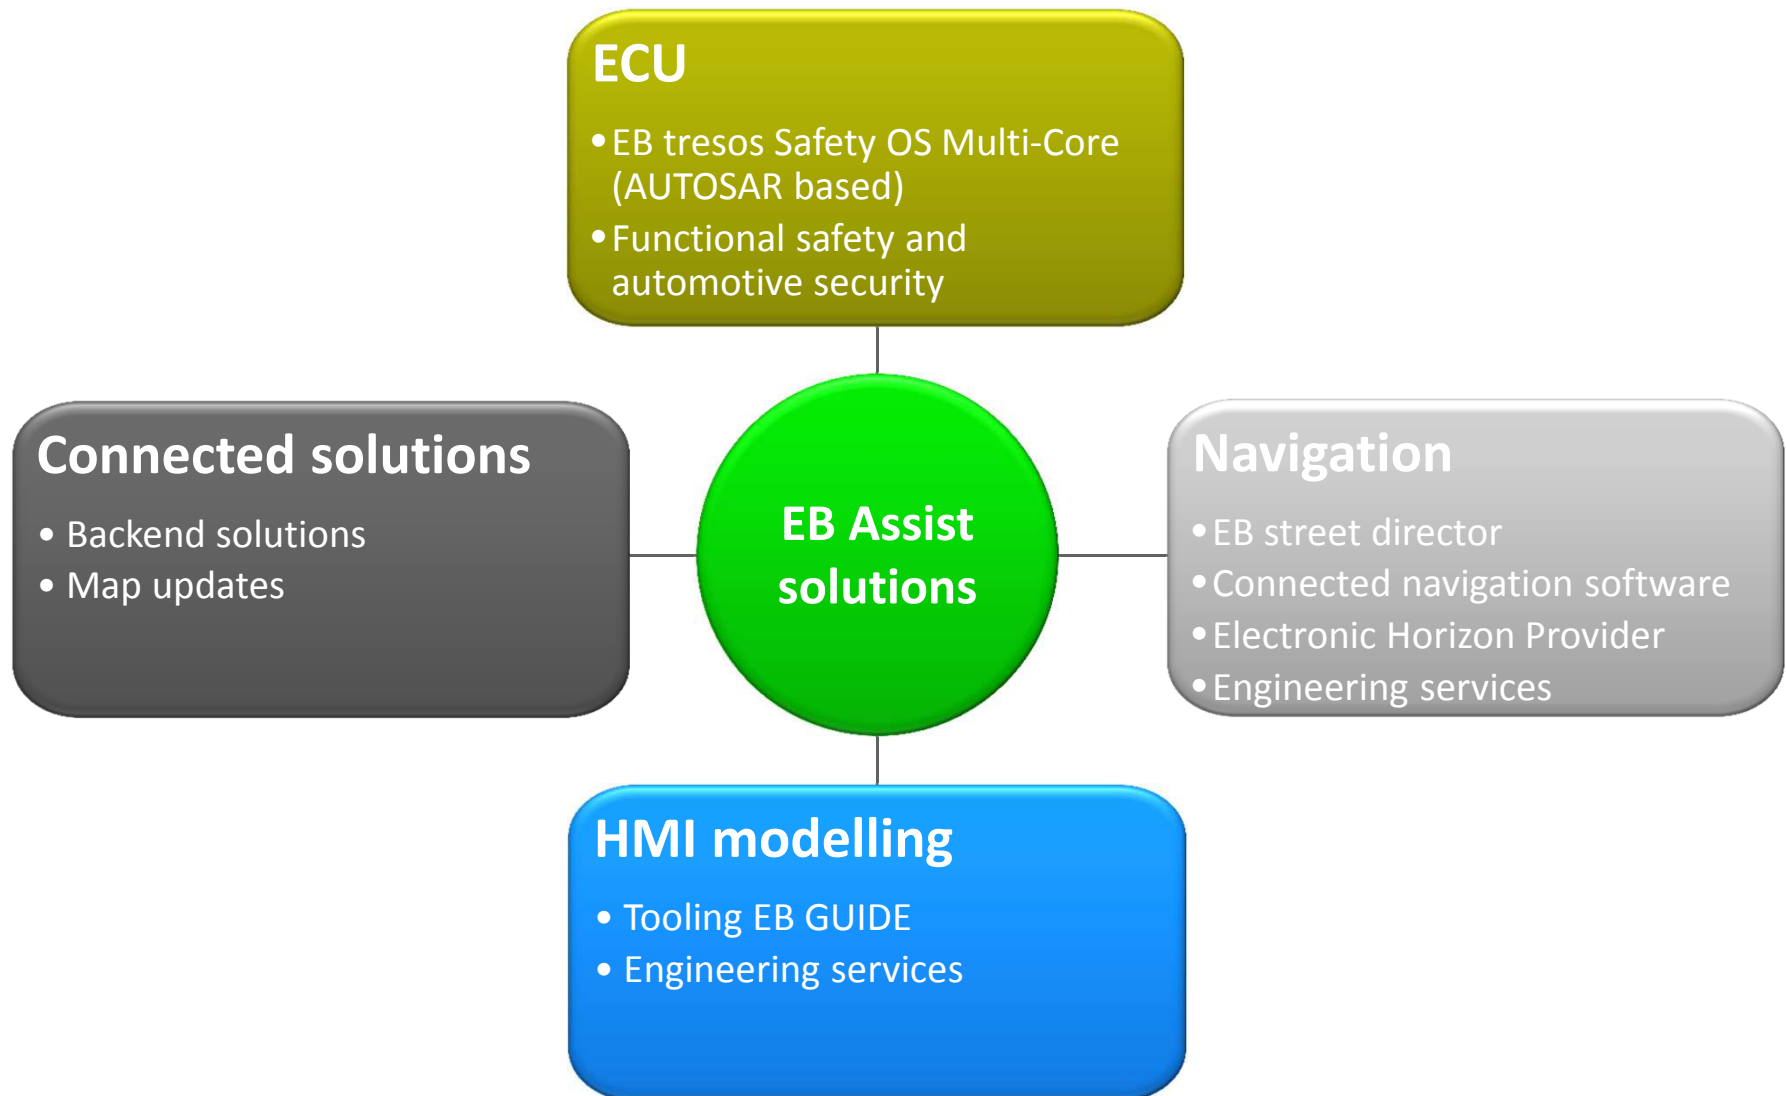 ECU
•EB tresos Safety OS Multi-Core
(AUTOSAR based)
•Functional safety and
automotive security
Connected solutions
• Backend solutions
• Map updates
EB Assist
solutions
Navigation
•EB street director
•Connected navigation software
•Electronic Horizon Provider
•Engineering services
HMI modelling
• Tooling EB GUIDE
• Engineering services